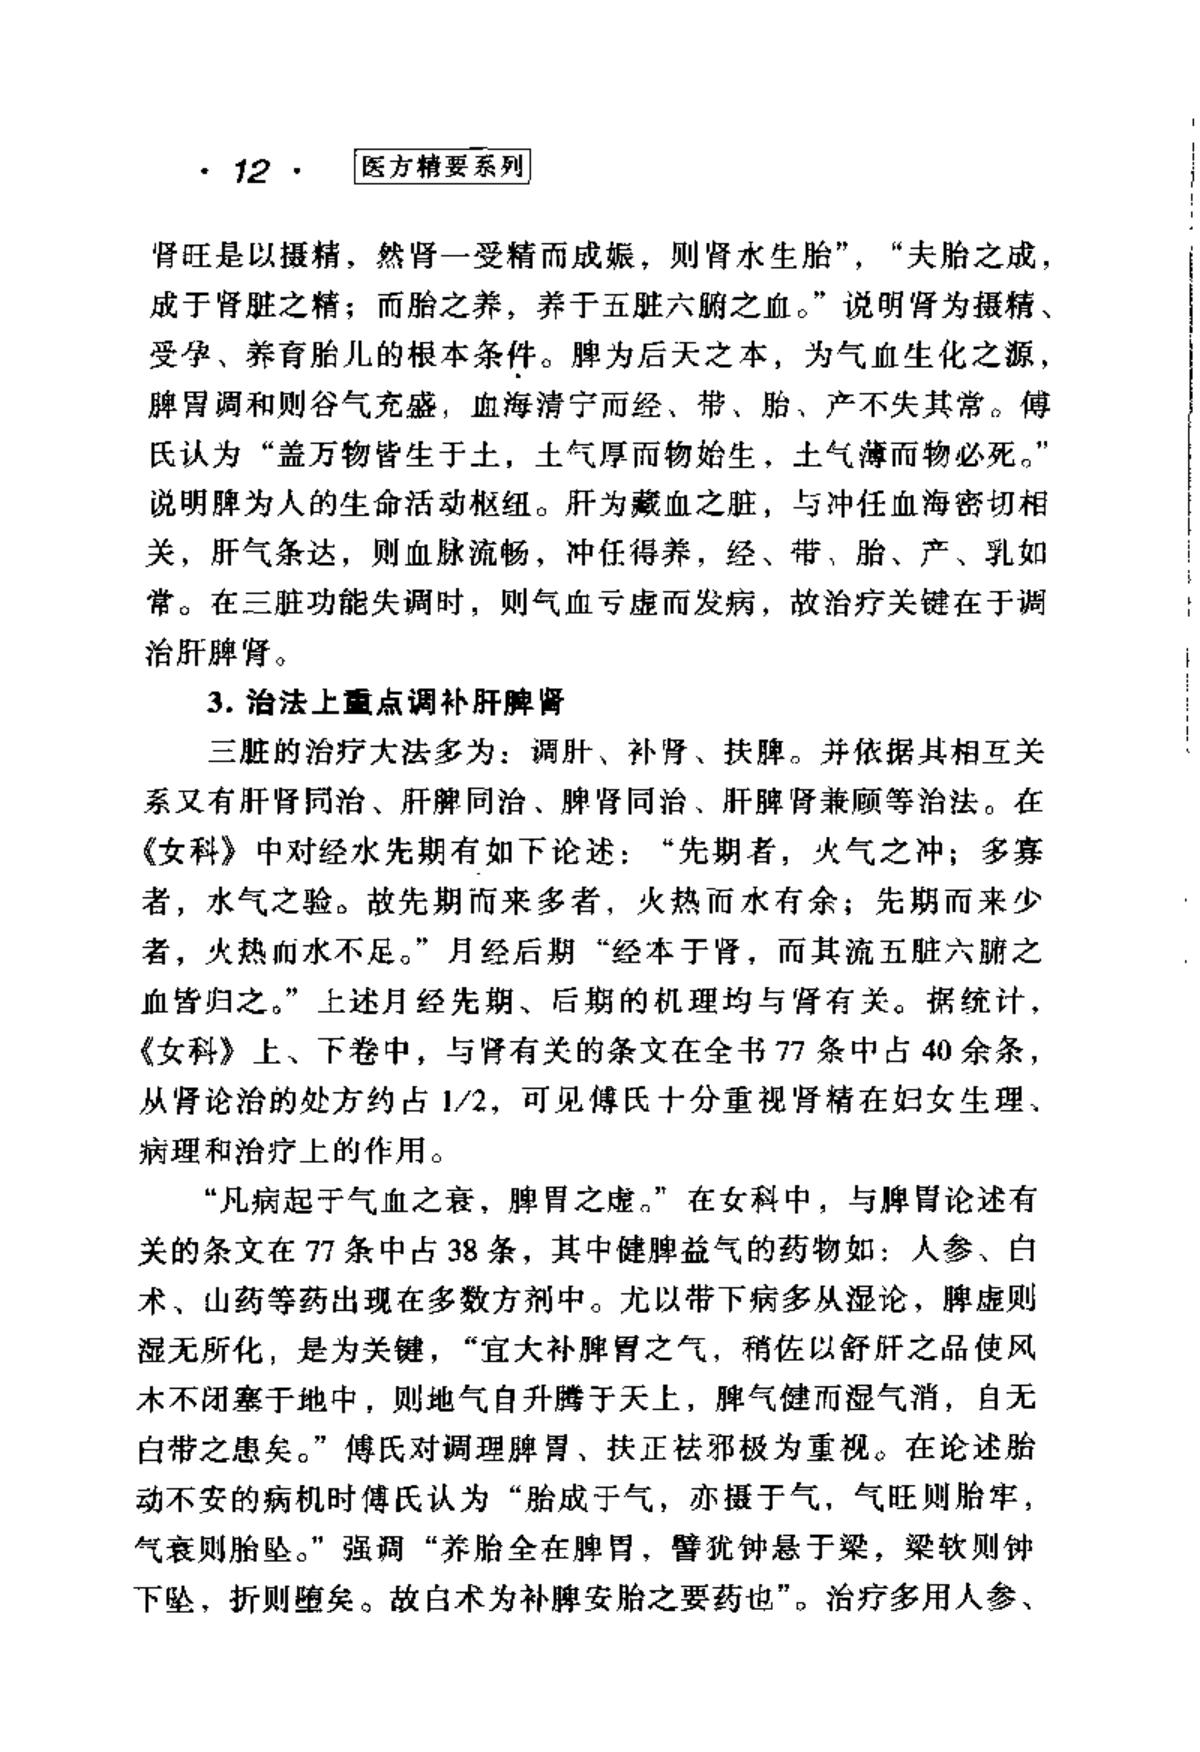 · 12 · 医方精要系列
肾旺是以摄精，然肾一受精而成娠，则肾水生胎”，“夫胎之成，
成于肾脏之精；而胎之养，养于五脏六腑之血。”说明肾为摄精、
受孕、养育胎儿的根本条件。脾为后天之本，为气血生化之源，
脾胃调和则谷气充盛，血海清宁而经、带、胎、产不失其常。傅
氏认为“盖万物皆生于土，土气厚而物始生，土气薄而物必死。”
说明脾为人的生命活动枢纽。肝为藏血之脏，与冲任血海密切相
关，肝气条达，则血脉流畅，冲任得养，经、带、胎、产、乳如
常。在三脏功能失调时，则气血亏虚而发病，故治疗关键在于调
治肝脾肾。
3. 治法上重点调补肝脾肾
三脏的治疗大法多为：调肝、补肾、扶脾。并依据其相互关
系又有肝肾同治、肝脾同治、脾肾同治、肝脾肾兼顾等治法。在
《女科》中对经水先期有如下论述：“先期者，火气之冲；多寡
者，水气之验。故先期而来多者，火热而水有余；先期而来少
者，火热而水不足。”月经后期“经本于肾，而其流五脏六腑之
血皆归之。”上述月经先期、后期的机理均与肾有关。据统计，
《女科》上、下卷中，与肾有关的条文在全书 77 条中占 40 余条，
从肾论治的处方约占 1/2，可见傅氏十分重视肾精在妇女生理、
病理和治疗上的作用。
“凡病起于气血之衰，脾胃之虚。”在女科中，与脾胃论述有
关的条文在 77 条中占 38 条，其中健脾益气的药物如：人参、白
术、山药等药出现在多数方剂中。尤以带下病多从湿论，脾虚则
湿无所化，是为关键，“宜大补脾胃之气，稍佐以舒肝之品使风
木不闭塞于地中，则地气自升腾于天上，脾气健而湿气消，自无
白带之患矣。”傅氏对调理脾胃、扶正祛邪极为重视。在论述胎
动不安的病机时傅氏认为“胎成于气，亦摄于气，气旺则胎牢，
气衰则胎坠。”强调“养胎全在脾胃，譬犹钟悬于梁，梁软则钟
下坠，折则堕矣。故白术为补脾安胎之要药也”。治疗多用人参、